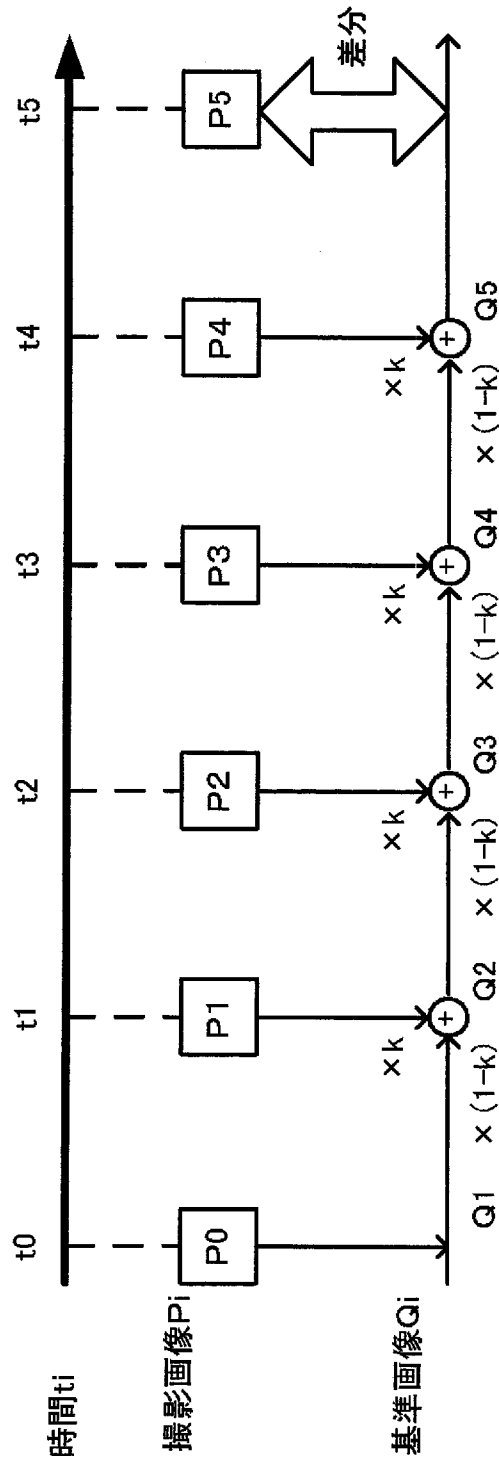 時間ti
t0
t1
t2
t3
t4
t5
撮影画像Pi
P0
P1
P2
P3
P4
P5
×k
×k
×k
×k
差分
基準画像Qi
+
+
+
+
Q1
×(1-k)
Q2
×(1-k)
Q3
×(1-k)
Q4
×(1-k)
Q5